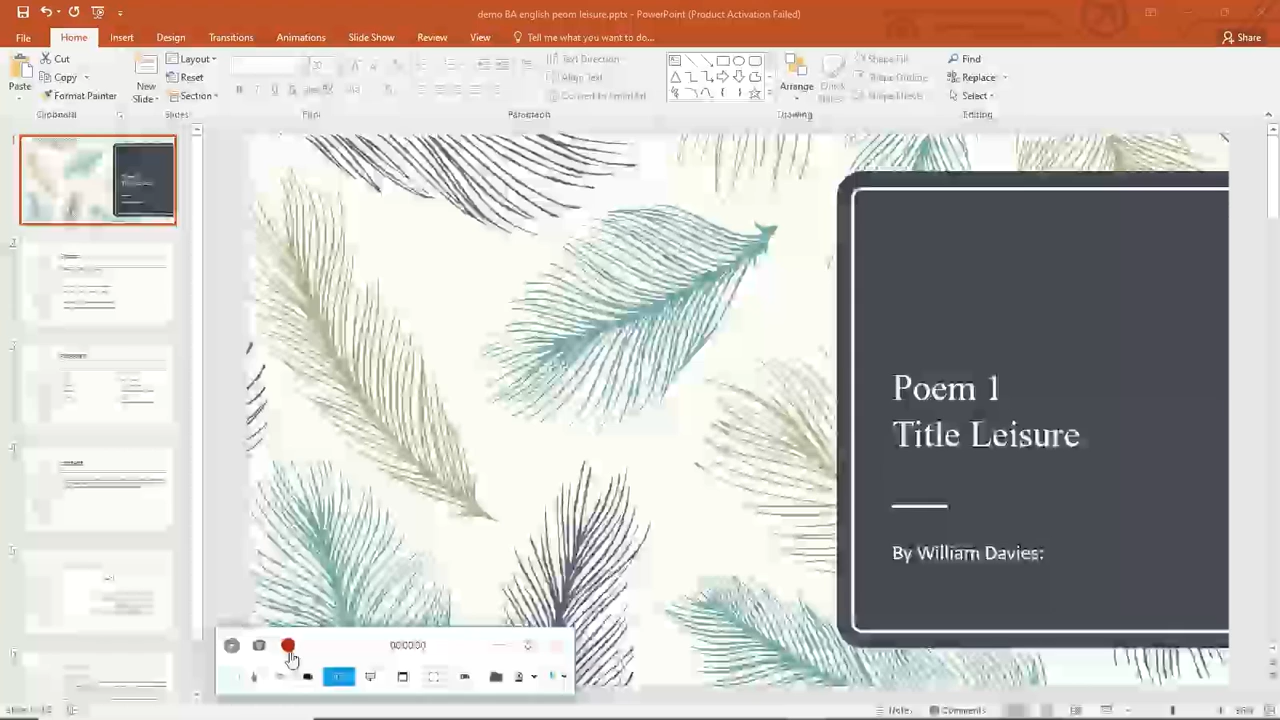 demo BA english peom leisure.pptx - PowerPoint (Product Activation Failed)
File Home Insert Design Transitions Animations Slide Show Review View Tell me what you want to do... Share
Paste
Cut
Copy
Format Painter
Clipboard
New
Slide
Layout
Reset
Section
Slides
Font
Text Direction
Align Text
Convert to SmartArt
Paragraph
Arrange
Quick
Styles
Shape Fill
Shape Outline
Shape Effects
Drawing
Find
Replace
Select
Editing
Poem 1
Title Leisure
By William Davies:
Notes
Comments